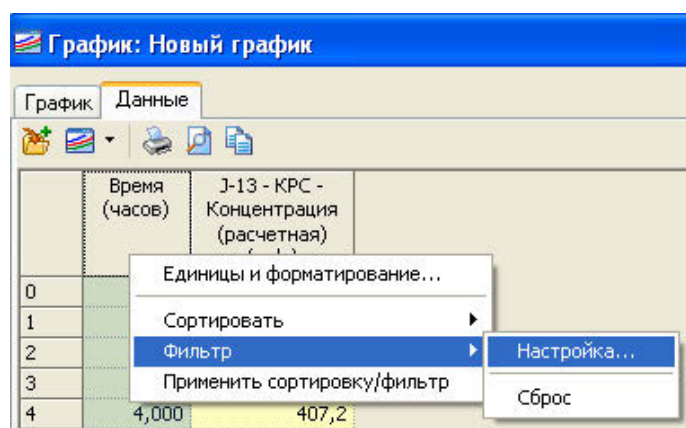 График: Новый график
График Данные
Время (часов)
J-13 - КРС -
Концентрация
(расчетная)
Единицы и форматирование...
0
1
Сортировать
2
Фильтр
Настройка...
3
Применить сортировку/фильтр
Сброс
4 4,000 407,2